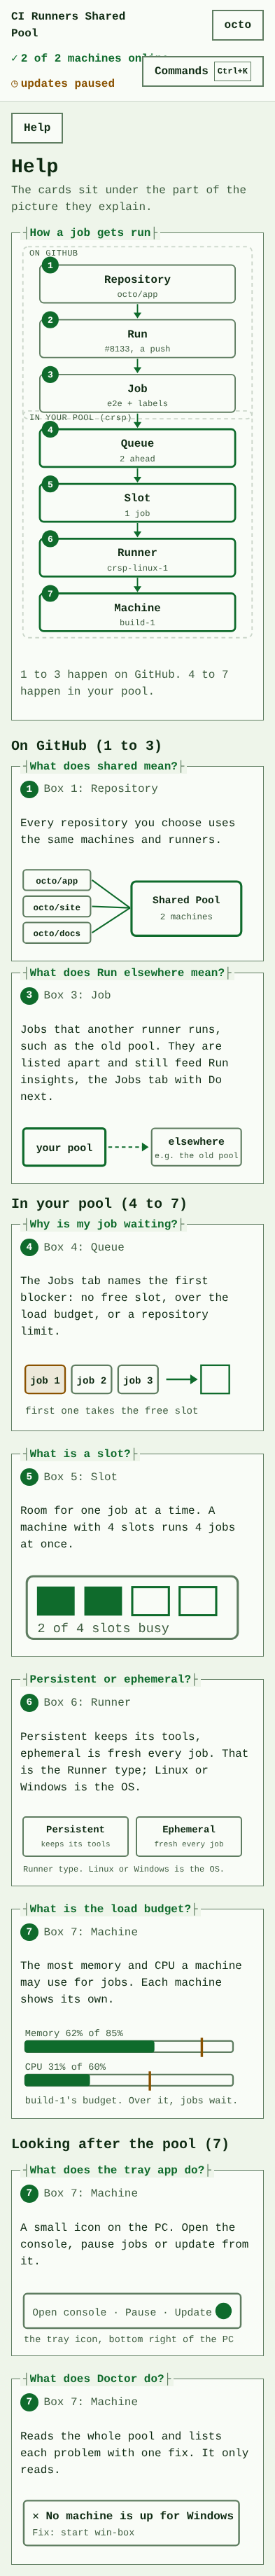 CI Runners Shared
Pool
octo
✓ 2 of 2 machines
◷ updates paused
Commands Ctrl+K
Help
Help
The cards sit under the part of the
picture they explain.
How a job gets run
ON GITHUB
1
Repository
octo/app
2
Run
#8133, a push
3
Job
e2e + labels
IN YOUR POOL (crsp)
4
Queue
2 ahead
5
Slot
1 job
6
Runner
crsp-linux-1
7
Machine
build-1
1 to 3 happen on GitHub. 4 to 7
happen in your pool.
On GitHub (1 to 3)
What does shared mean?
1 Box 1: Repository
Every repository you choose uses
the same machines and runners.
octo/app
octo/site
octo/docs
Shared Pool
2 machines
What does Run elsewhere mean?
3 Box 3: Job
Jobs that another runner runs,
such as the old pool. They are
listed apart and still feed Run
insights, the Jobs tab with Do
next.
your pool
elsewhere
e.g. the old pool
In your pool (4 to 7)
Why is my job waiting?
4 Box 4: Queue
The Jobs tab names the first
blocker: no free slot, over the
load budget, or a repository
limit.
job 1 job 2 job 3
first one takes the free slot
What is a slot?
5 Box 5: Slot
Room for one job at a time. A
machine with 4 slots runs 4 jobs
at once.
2 of 4 slots busy
Persistent or ephemeral?
6 Box 6: Runner
Persistent keeps its tools,
ephemeral is fresh every job. That
is the Runner type; Linux or
Windows is the OS.
Persistent
keeps its tools
Ephemeral
fresh every job
Runner type. Linux or Windows is the OS.
What is the load budget?
7 Box 7: Machine
The most memory and CPU a machine
may use for jobs. Each machine
shows its own.
Memory 62% of 85%
CPU 31% of 60%
build-1's budget. Over it, jobs wait.
Looking after the pool (7)
What does the tray app do?
7 Box 7: Machine
A small icon on the PC. Open the
console, pause jobs or update from
it.
Open console · Pause · Update
the tray icon, bottom right of the PC
What does Doctor do?
7 Box 7: Machine
Reads the whole pool and lists
each problem with one fix. It only
reads.
× No machine is up for Windows
Fix: start win-box